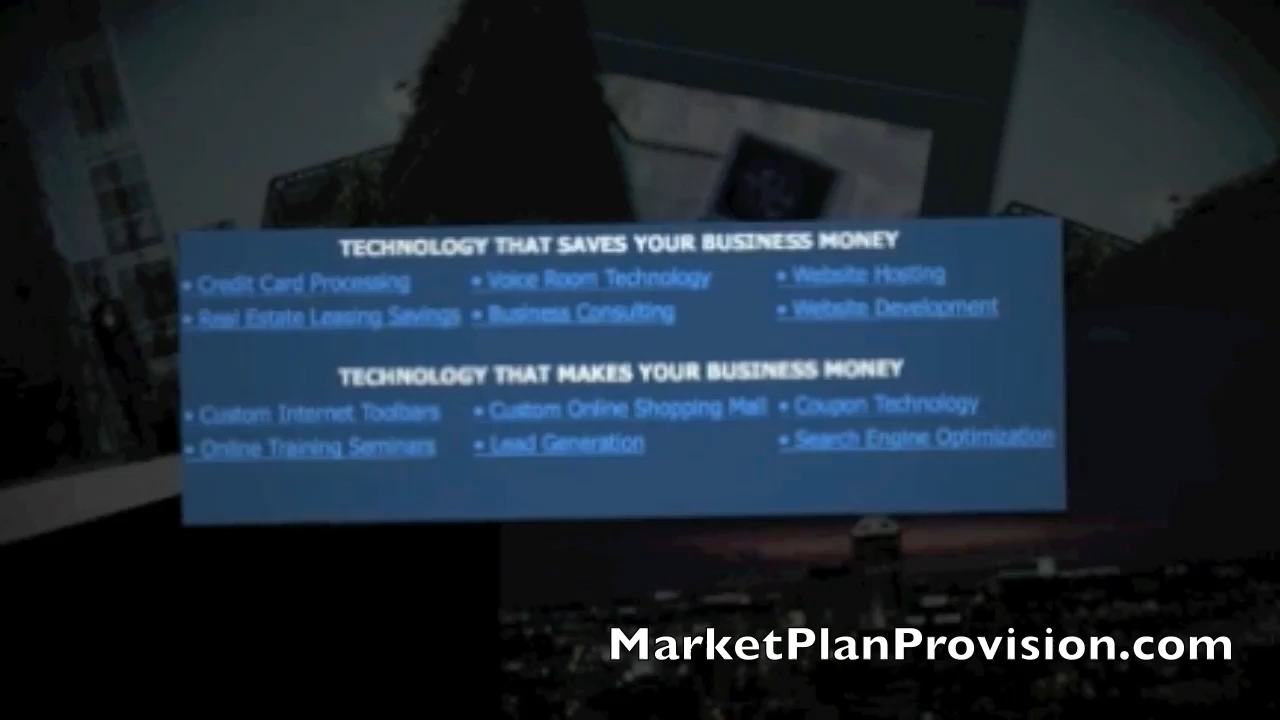 TECHNOLOGY THAT SAVES YOUR BUSINESS MONEY
• Credit Card Processing • Voice Room Technology • Website Hosting
• Real Estate Leasing Savings • Business Consulting • Website Development
TECHNOLOGY THAT MAKES YOUR BUSINESS MONEY
• Custom Internet Toolbars • Custom Online Shopping Mall • Coupon Technology
• Online Training Seminars • Lead Generation • Search Engine Optimization
MarketPlanProvision.com